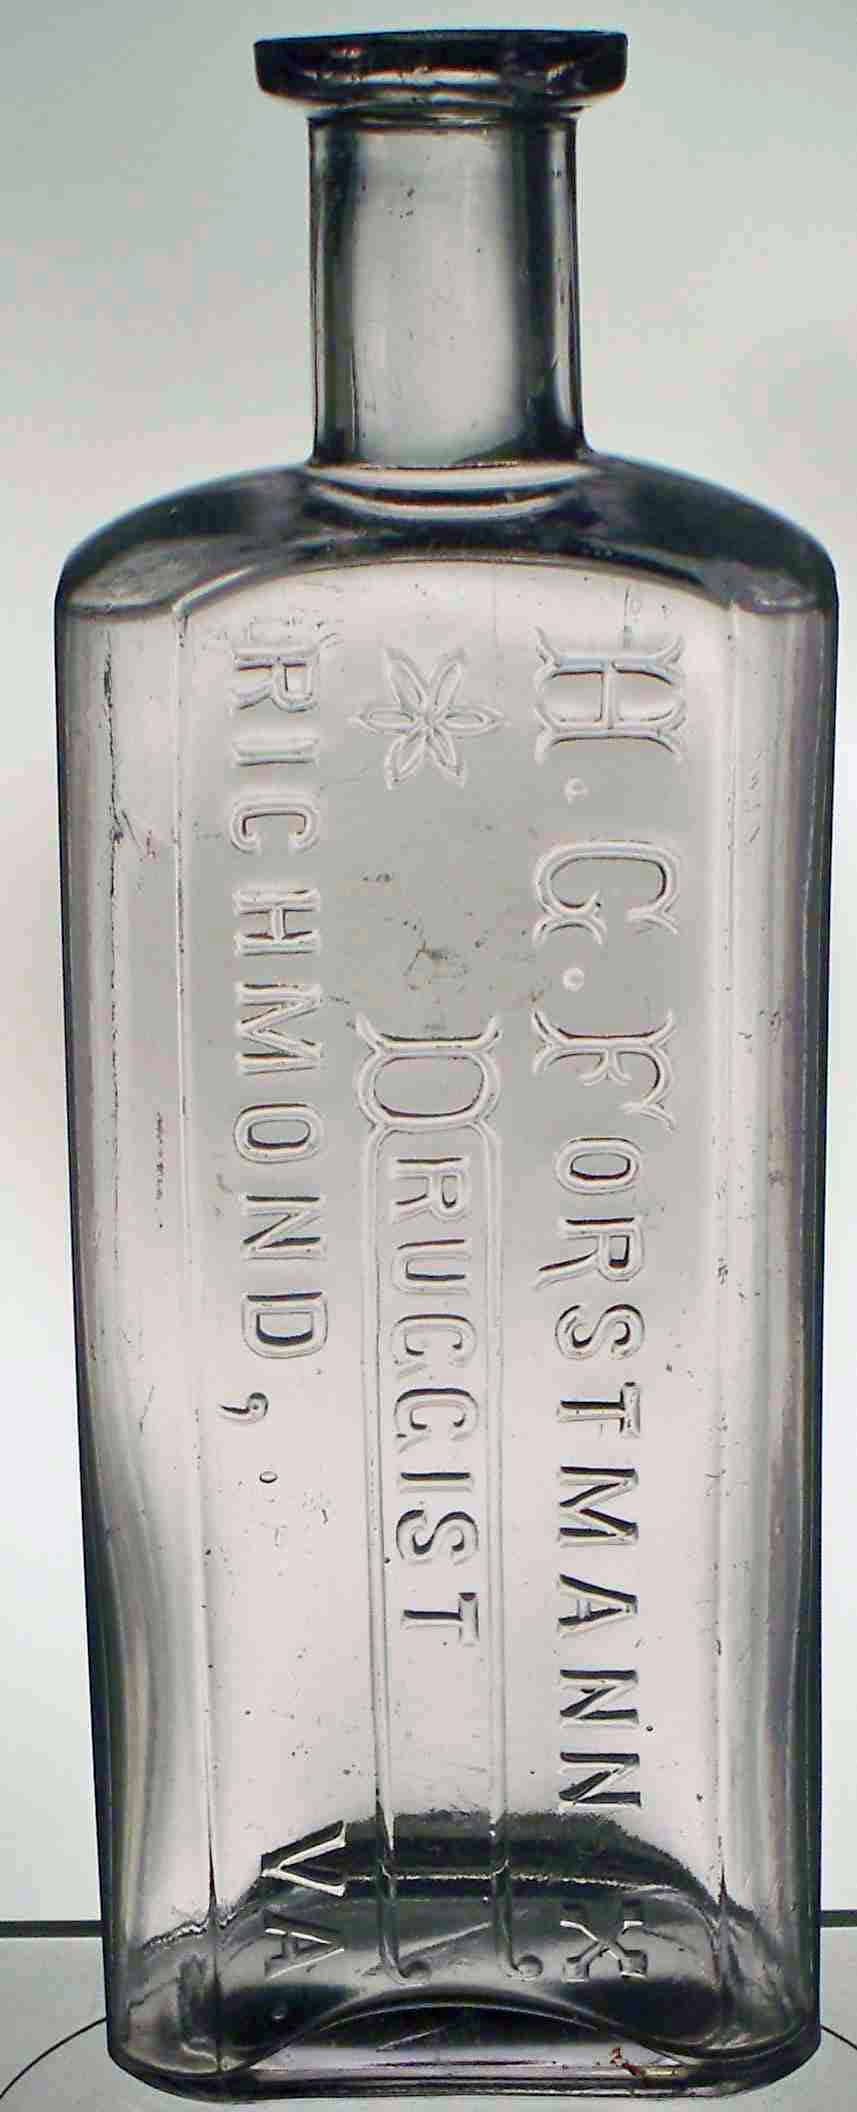 H. G. FORSTMANN
DRUGGIST
RICHMOND, VA.